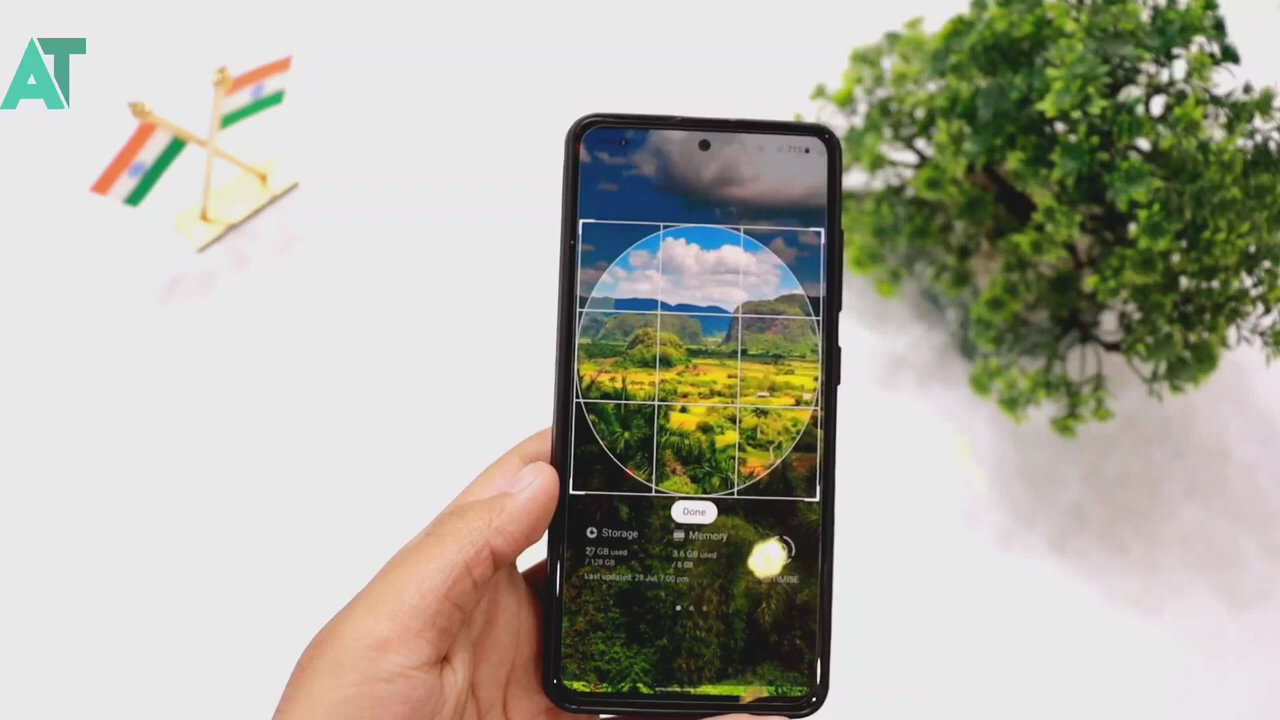 AT
71%
Done
Storage
Memory
27 GB used
/ 128 GB
3.6 GB used
/ 8 GB
Last updated: 28 Jul, 7:00 pm